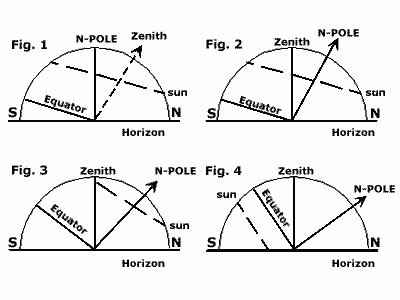 Fig. 1
N-POLE
Zenith
sun
Equator
S
N
Horizon
Fig. 2
Zenith
N-POLE
sun
Equator
S
N
Horizon
Fig. 3
Zenith
N-POLE
Equator
sun
S
N
Horizon
Fig. 4
Zenith
sun
N-POLE
Equator
S
N
Horizon